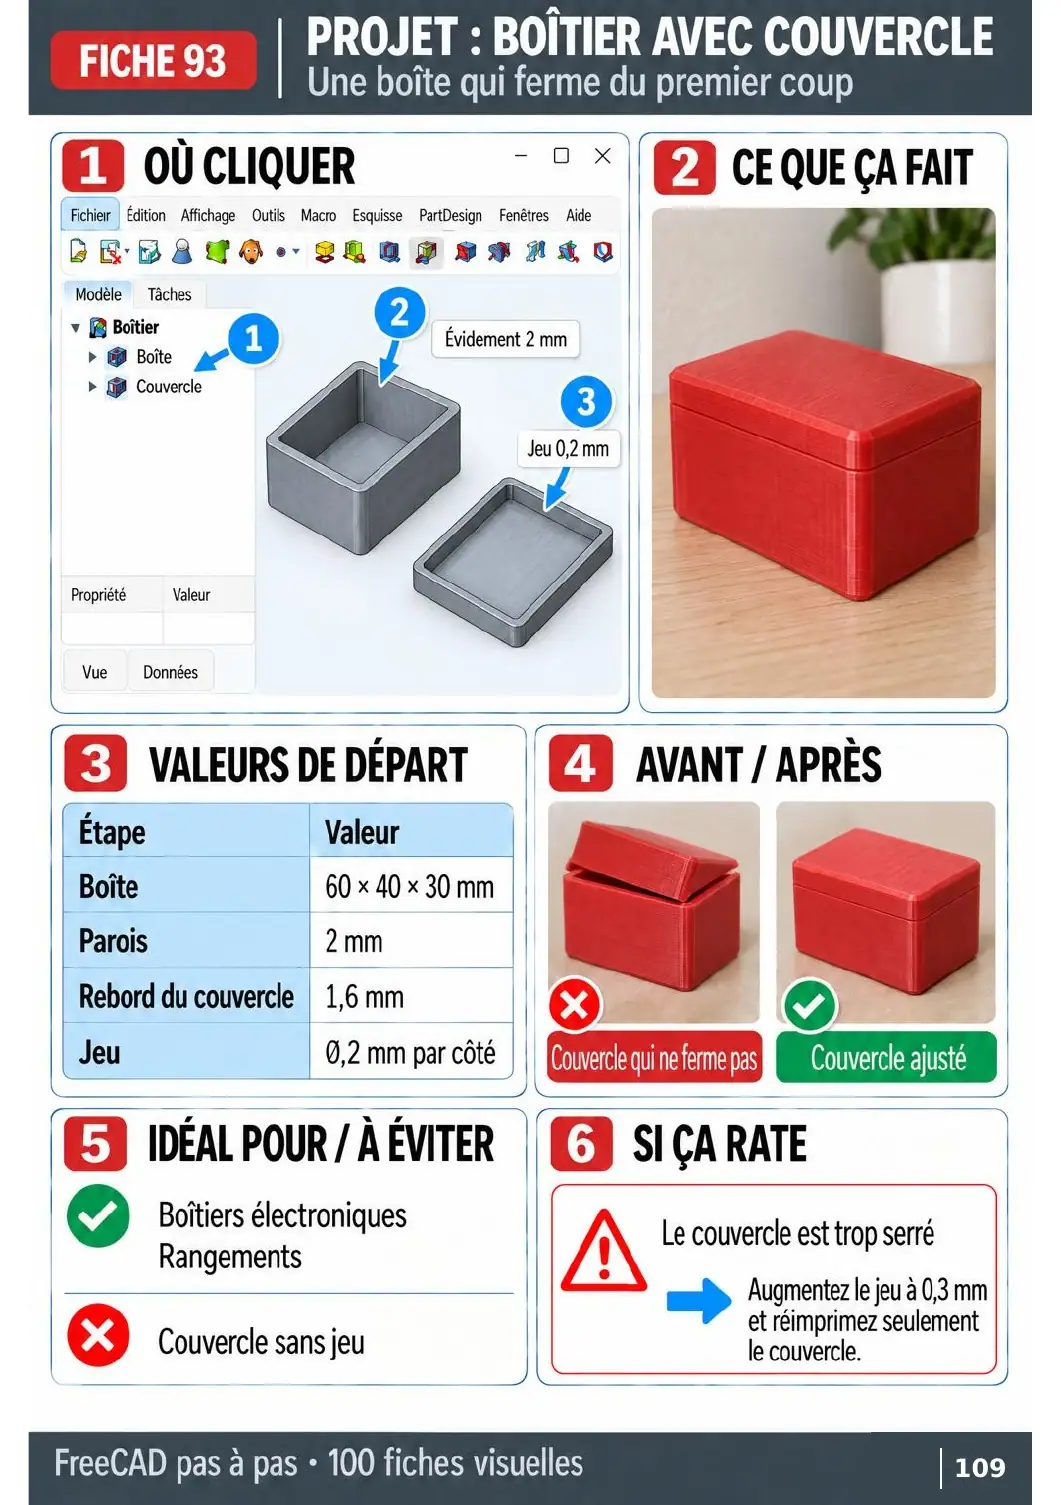 FICHE 93
PROJET : BOÎTIER AVEC COUVERCLE
Une boîte qui ferme du premier coup
1 OÙ CLIQUER
Fichieır Édition Affichage Outils Macro Esquisse PartDesign Fenêtres Aide
Modèle Tâches
Boîtier
Boîte
Couvercle
1
2
Évidement 2 mm
3
Jeu 0,2 mm
Propriété Valeur
Vue Données
2 CE QUE ÇA FAIT
3 VALEURS DE DÉPART
Étape Valeur
Boîte 60 × 40 × 30 mm
Parois 2 mm
Rebord du couvercle 1,6 mm
Jeu 0,2 mm par côté
4 AVANT / APRÈS
Couvercle qui ne ferme pas
Couvercle ajusté
5 IDÉAL POUR / À ÉVITER
Boîtiers électroniques
Rangements
Couvercle sans jeu
6 SI ÇA RATE
Le couvercle est trop serré
Augmentez le jeu à 0,3 mm
et réimprimez seulement
le couvercle.
FreeCAD pas à pas • 100 fiches visuelles
109